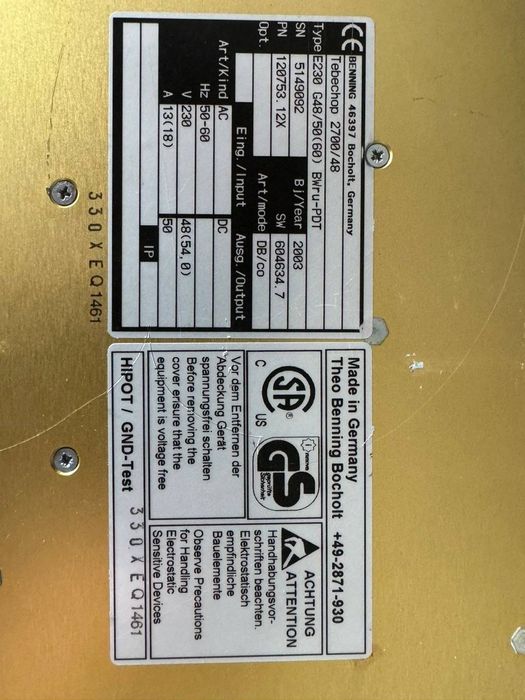 CE BENNING 46397 Bocholt, Germany
Tebechop 2700/48
Type E230 G48/50(60) BWru-PDT
SN 5149092 Bj/Year 2003
PN 120753.12X SW 604634.7
Opt. Art/mode DB/co
Eing./Input Ausg./Output
Art/Kind AC DC
Hz 50-60
V 230 48(54,0)
A 13(18) 50
IP
330XEQ1461
Made in Germany
Theo Benning Bocholt +49-2871-930
SA®
C US
GS
geprüfte
Sicherheit
Vor dem Entfernen der
Abdeckung Gerät
spannungsfrei schalten
Before removing the
cover ensure that the
equipment is voltage free
ACHTUNG
ATTENTION
Handhabungsvor-
schriften beachten.
Elektrostatisch
empfindliche
Bauelemente
Observe Precautions
for Handling
Electrostatic
Sensitive Devices
HIPOT / GND-Test 330XEQ1461